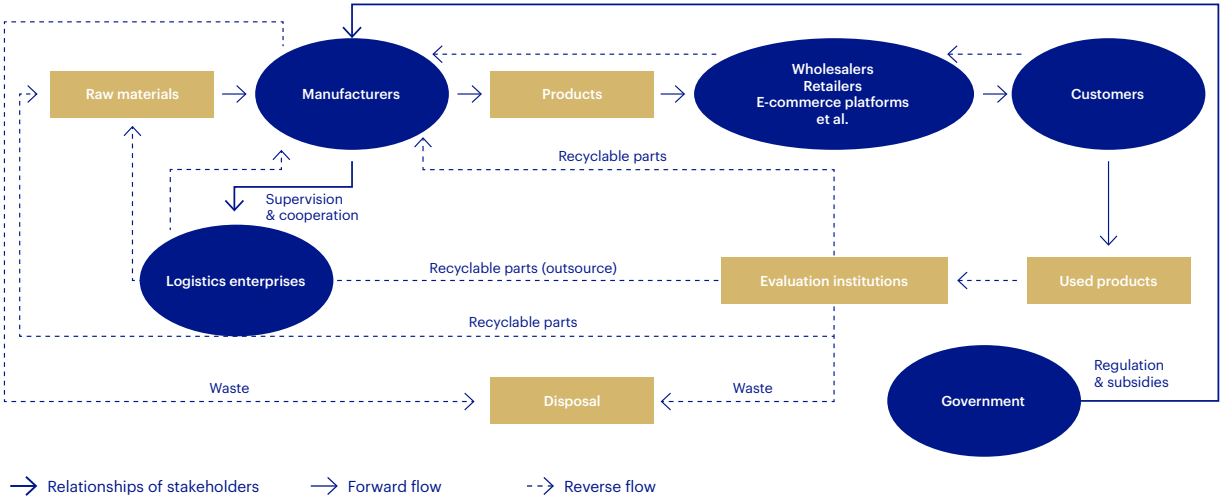 Raw materials
Manufacturers
Products
Wholesalers
Retailers
E-commerce platforms
et al.
Customers
Recyclable parts
Supervision
& cooperation
Logistics enterprises
Recyclable parts (outsource)
Evaluation institutions
Used products
Recyclable parts
Waste
Disposal
Waste
Government
Regulation
& subsidies
Relationships of stakeholders
Forward flow
Reverse flow